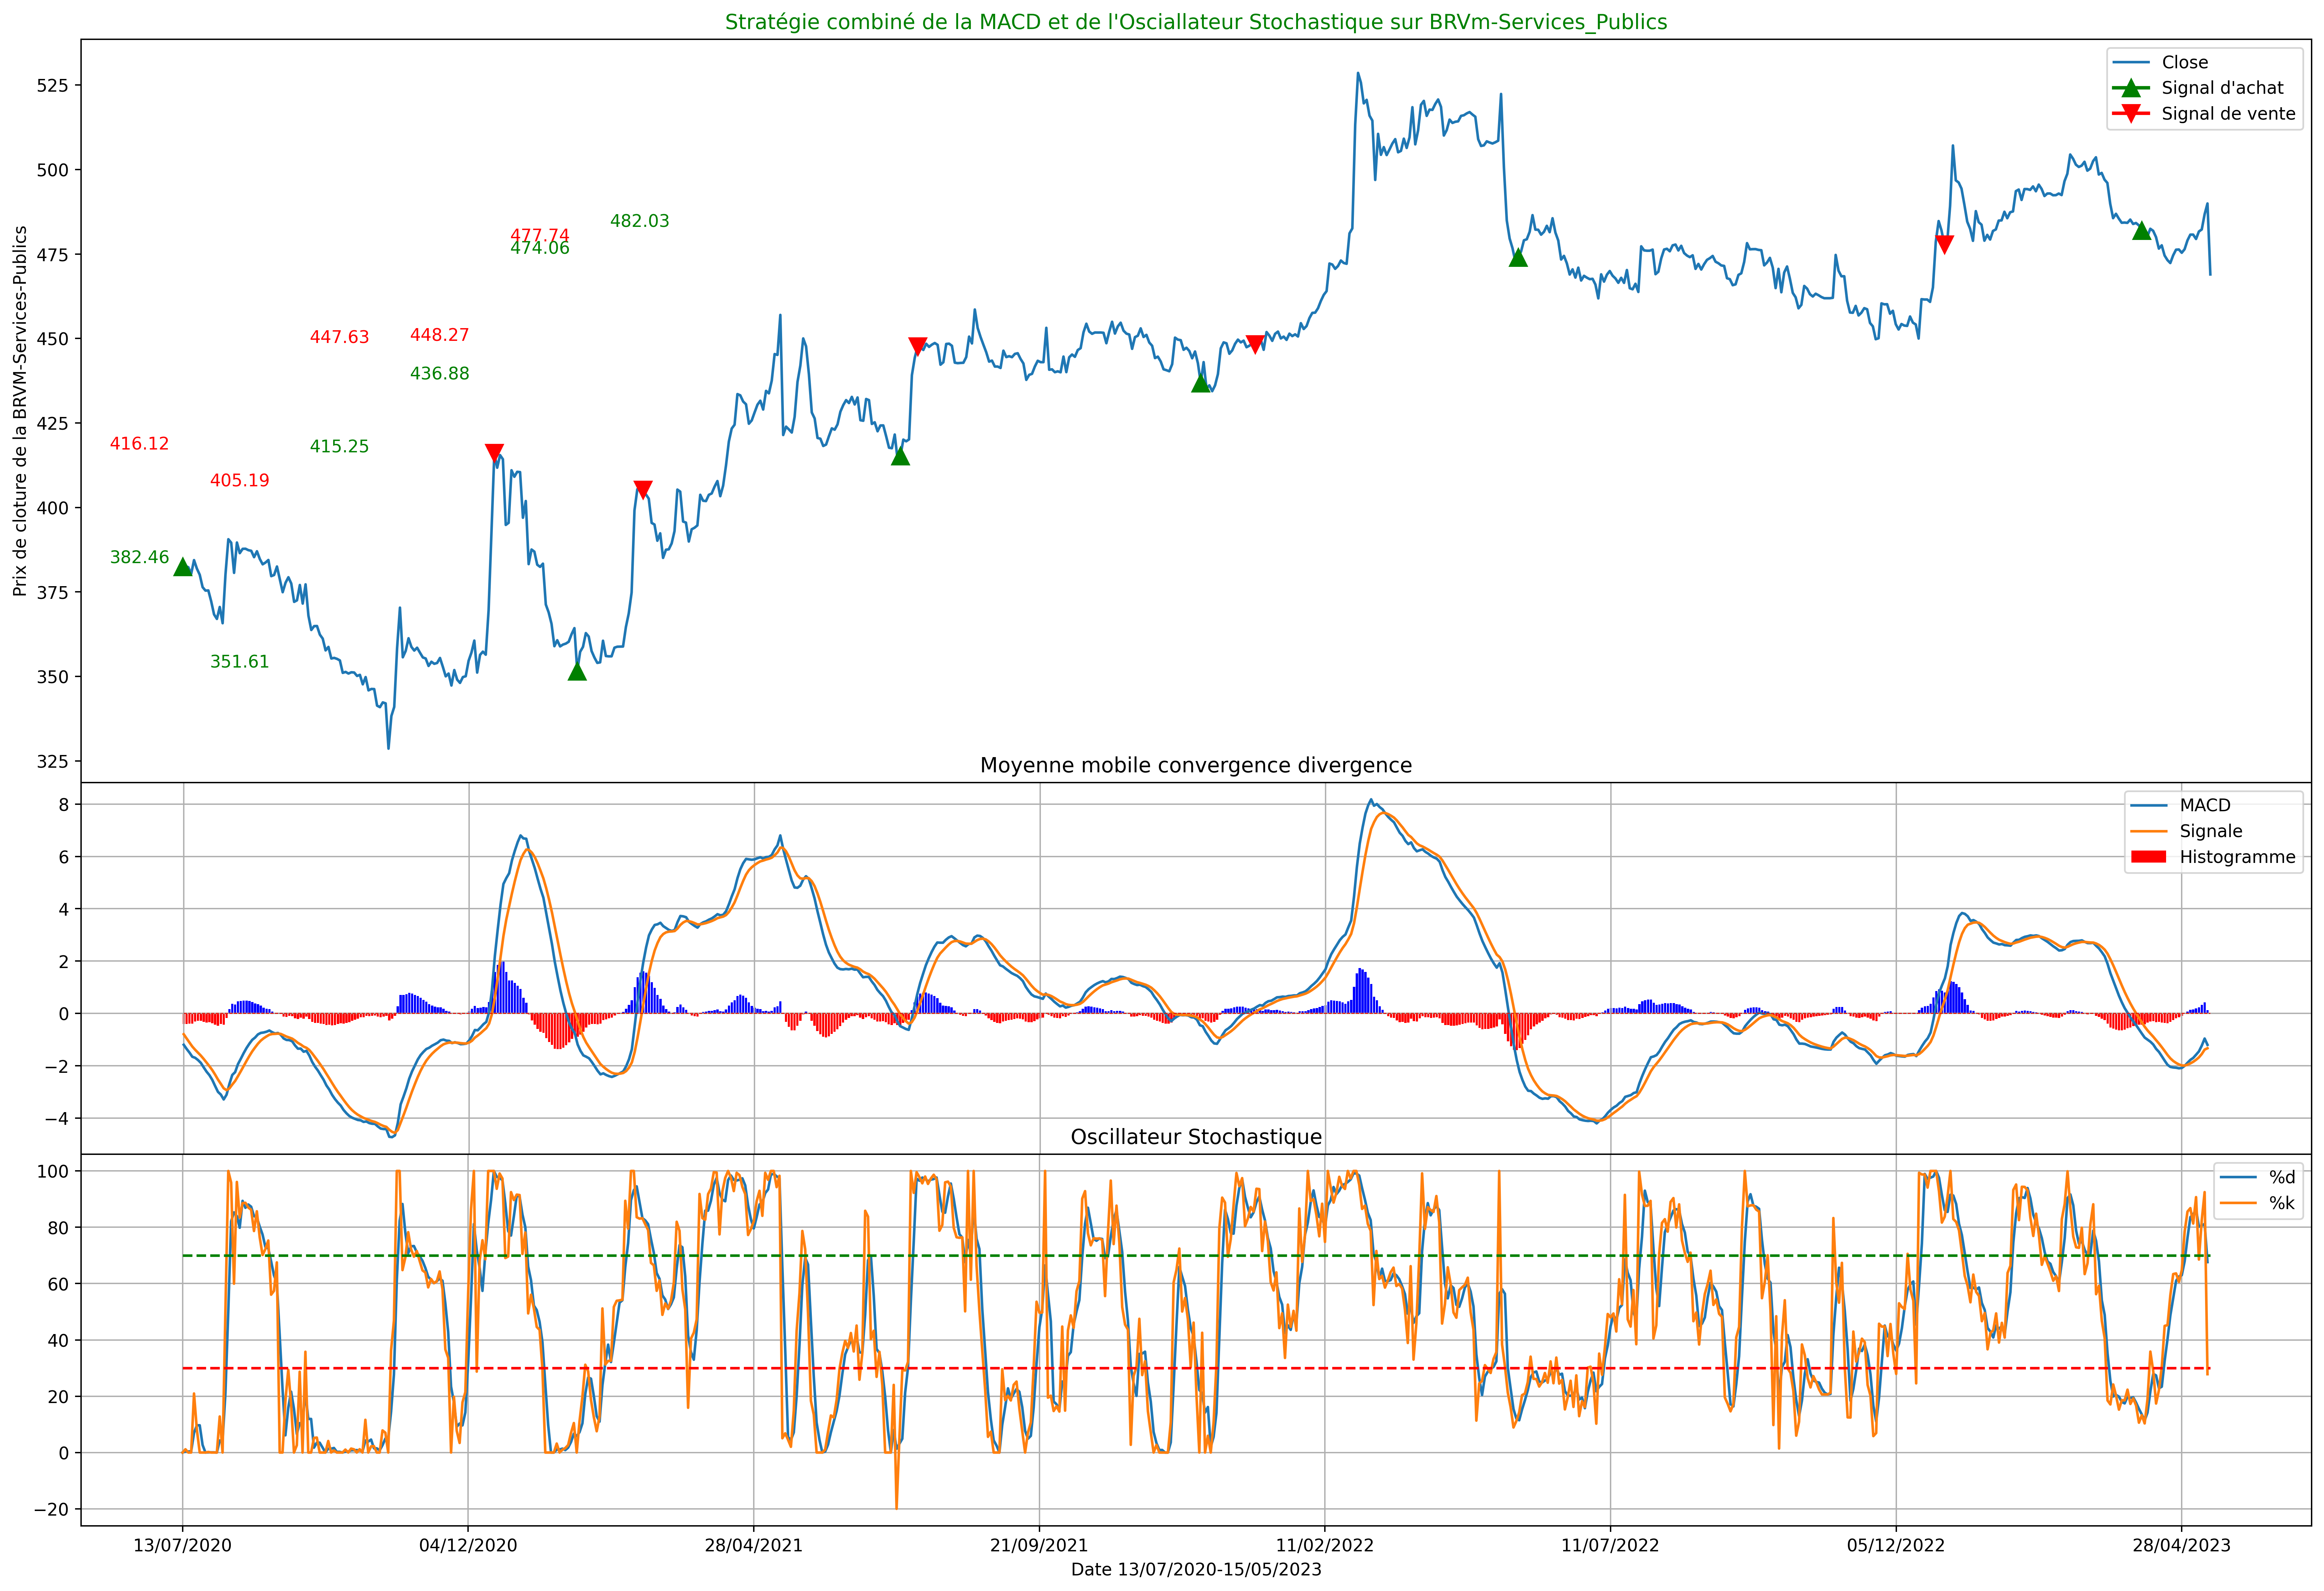 Stratégie combiné de la MACD et de l'Osciallateur Stochastique sur BRVm-Services_Publics
Prix de cloture de la BRVM-Services-Publics
525
500
475
450
425
400
375
350
325
Close
Signal d'achat
Signal de vente
482.03
477.74
474.06
447.63
448.27
436.88
416.12
415.25
405.19
382.46
351.61
Moyenne mobile convergence divergence
8
6
4
2
0
−2
−4
MACD
Signale
Histogramme
Oscillateur Stochastique
100
80
60
40
20
0
−20
%d
%k
13/07/2020 04/12/2020 28/04/2021 21/09/2021 11/02/2022 11/07/2022 05/12/2022 28/04/2023
Date 13/07/2020-15/05/2023